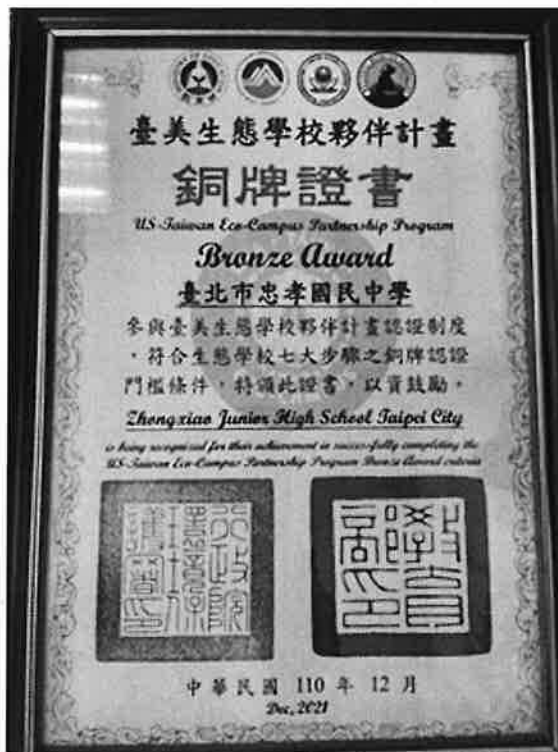 臺美生態學校夥伴計畫
銅牌證書
US-Taiwan Eco-Campus Partnership Program
Bronze Award
臺北市忠孝國民中學
參與臺美生態學校夥伴計畫認證制度
,符合生態學校七大步驟之銅牌認證
門檻條件,特頒此證書,以資鼓勵。
Zhongxiao Junior High School Taipei City
is being recognized for their achievement in successfully completing the
US-Taiwan Eco-Campus Partnership Program Bronze Award criteria
中華民國 110 年 12 月
Dec, 2021